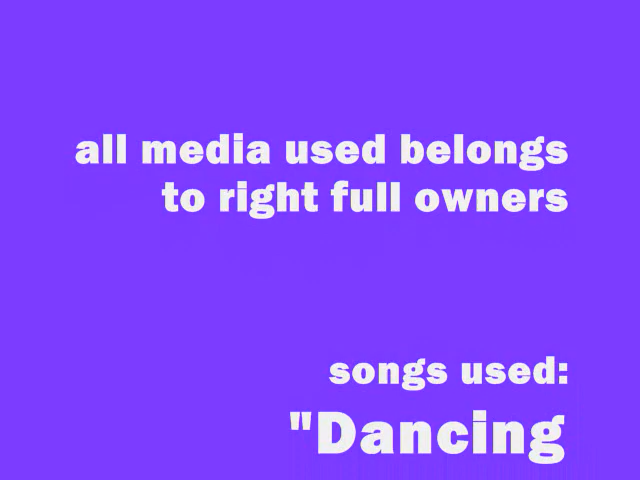 all media used belongs
to right full owners
songs used:
"Dancing